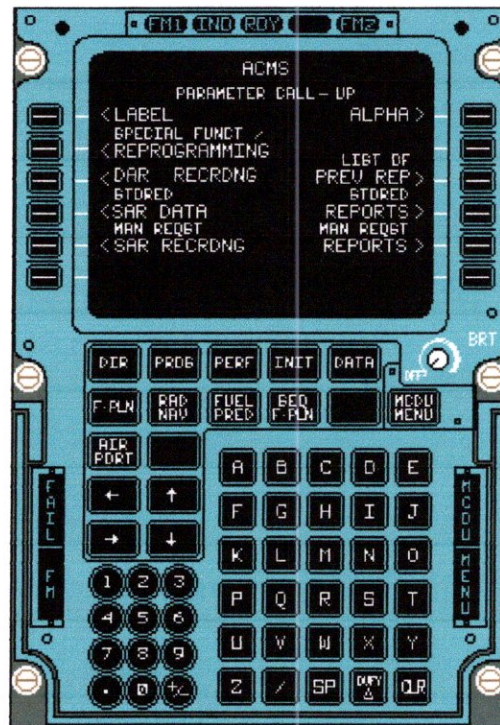 FM1 IND RDY FM2
ACMS
PARAMETER CALL-UP
<LABEL ALPHA>
SPECIAL FUNCT /
<REPROGRAMMING
LIST OF
<DAR RECRDNG PREV REP>
STORED STORED
<SAR DATA REPORTS>
MAN REQST MAN REQST
<SAR RECRDNG REPORTS>
BRT
OFF
DIR PROG PERF INIT DATA
F-PLN RAD NAV FUEL PRED SEC F-PLN MCDU MENU
AIR PORT
← ↑
→ ↓
A B C D E
F G H I J
K L M N O
P Q R S T
U V W X Y
Z / SP OVFY Δ CLR
1 2 3
4 5 6
7 8 9
. 0 +/-
FAIL
FM
MCDU
MENU